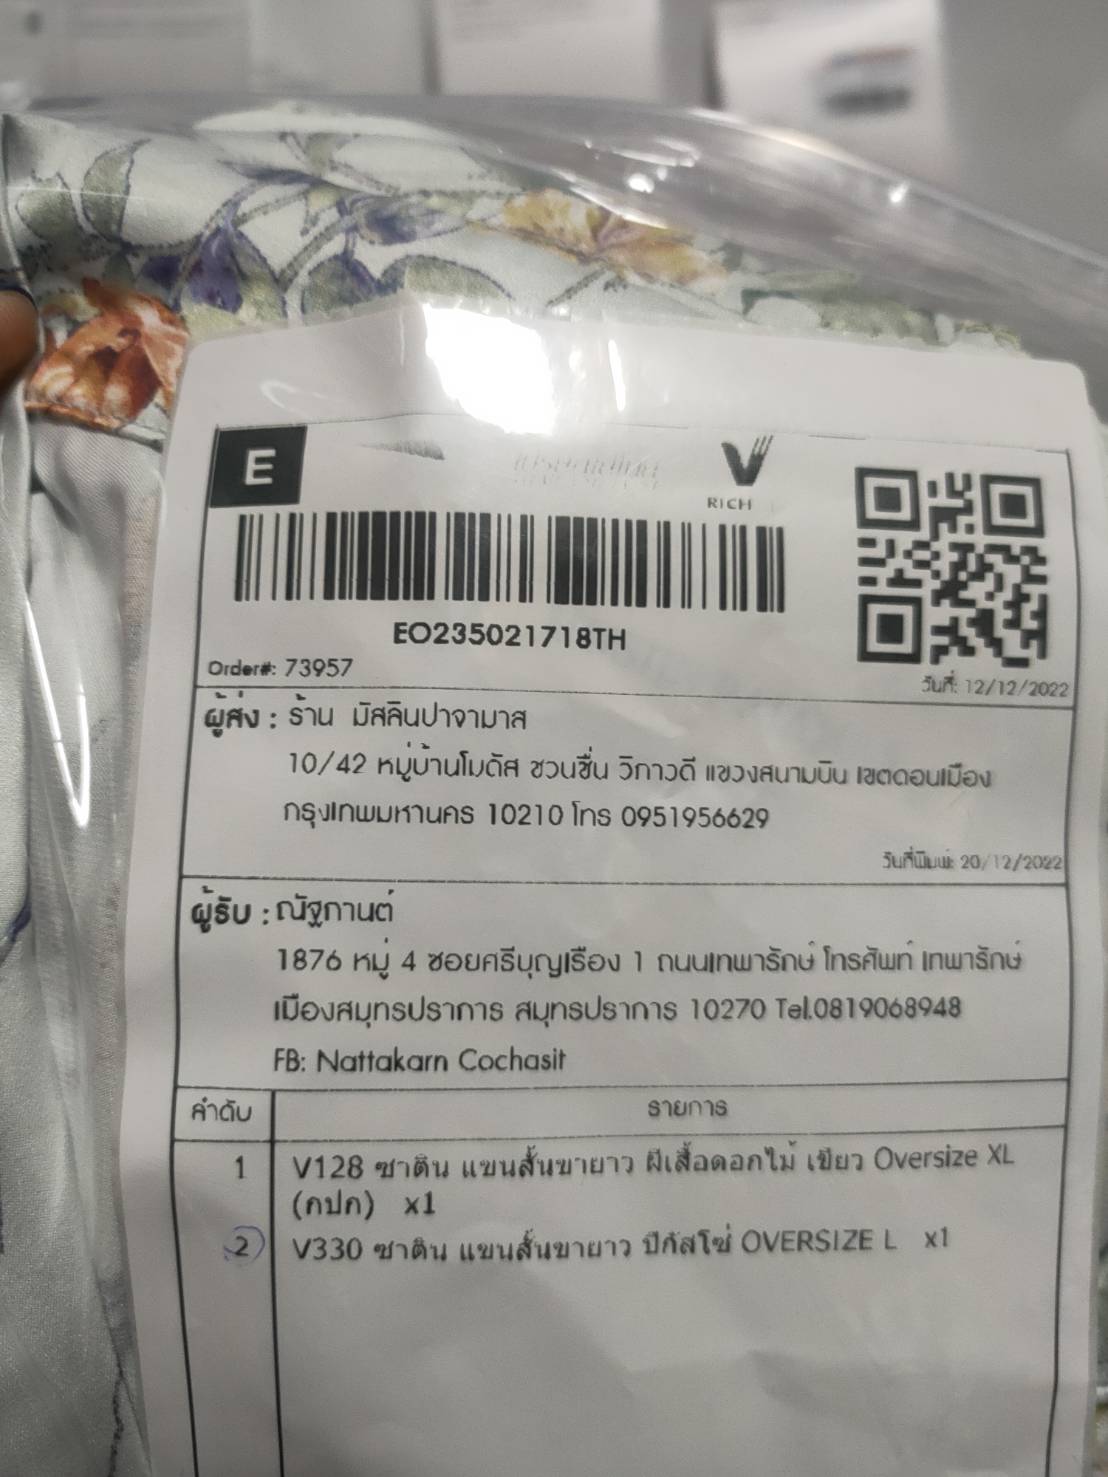 E
RICH
EO235021718TH
Order#: 73957
วันที่: 12/12/2022
ผู้ส่ง : ร้าน มัสลินปาจามาส
10/42 หมู่บ้านโมดัส ชวนชื่น วิภาวดี แขวงสนามบิน เขตดอนเมือง
กรุงเทพมหานคร 10210 โทร 0951956629
วันที่พิมพ์: 20/12/2022
ผู้รับ : ณัฐกานต์
1876 หมู่ 4 ซอยศรีบุญเรือง 1 ถนนเทพารักษ์ โทรศัพท์ เทพารักษ์
เมืองสมุทรปราการ สมุทรปราการ 10270 Tel.0819068948
FB: Nattakarn Cochasit
ลำดับ รายการ
1 V128 ซาติน แขนสั้นขายาว ผีเสื้อดอกไม้ เขียว Oversize XL
(กปก) x1
2 V330 ซาติน แขนสั้นขายาว ปีกัสโซ่ OVERSIZE L x1